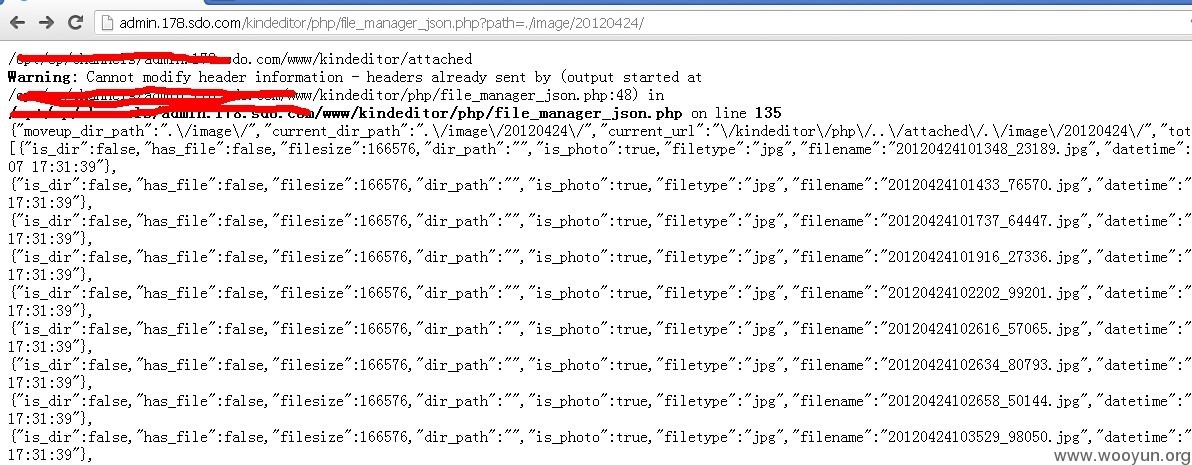 admin.178.sdo.com/kindeditor/php/file_manager_json.php?path=./image/20120424/
sdo.com/www/kindeditor/attached
Warning: Cannot modify header information - headers already sent by (output started at
www/kindeditor/php/file_manager_json.php:48) in
/www/kindeditor/php/file_manager_json.php on line 135
{"moveup_dir_path":".\/image\/","current_dir_path":".\/image\/20120424\/","current_url":"\/kindeditor\/php\/..\/attached\/.\/image\/20120424\/","tot
[{"is_dir":false,"has_file":false,"filesize":166576,"dir_path":"","is_photo":true,"filetype":"jpg","filename":"20120424101348_23189.jpg","datetime":"
07 17:31:39"},
{"is_dir":false,"has_file":false,"filesize":166576,"dir_path":"","is_photo":true,"filetype":"jpg","filename":"20120424101433_76570.jpg","datetime":"
17:31:39"},
{"is_dir":false,"has_file":false,"filesize":166576,"dir_path":"","is_photo":true,"filetype":"jpg","filename":"20120424101737_64447.jpg","datetime":"
17:31:39"},
{"is_dir":false,"has_file":false,"filesize":166576,"dir_path":"","is_photo":true,"filetype":"jpg","filename":"20120424101916_27336.jpg","datetime":"
17:31:39"},
{"is_dir":false,"has_file":false,"filesize":166576,"dir_path":"","is_photo":true,"filetype":"jpg","filename":"20120424102202_99201.jpg","datetime":"
17:31:39"},
{"is_dir":false,"has_file":false,"filesize":166576,"dir_path":"","is_photo":true,"filetype":"jpg","filename":"20120424102616_57065.jpg","datetime":"
17:31:39"},
{"is_dir":false,"has_file":false,"filesize":166576,"dir_path":"","is_photo":true,"filetype":"jpg","filename":"20120424102634_80793.jpg","datetime":"
17:31:39"},
{"is_dir":false,"has_file":false,"filesize":166576,"dir_path":"","is_photo":true,"filetype":"jpg","filename":"20120424102658_50144.jpg","datetime":"
17:31:39"},
{"is_dir":false,"has_file":false,"filesize":166576,"dir_path":"","is_photo":true,"filetype":"jpg","filename":"20120424103529_98050.jpg","datetime":"
17:31:39"},
www.wooyun.org